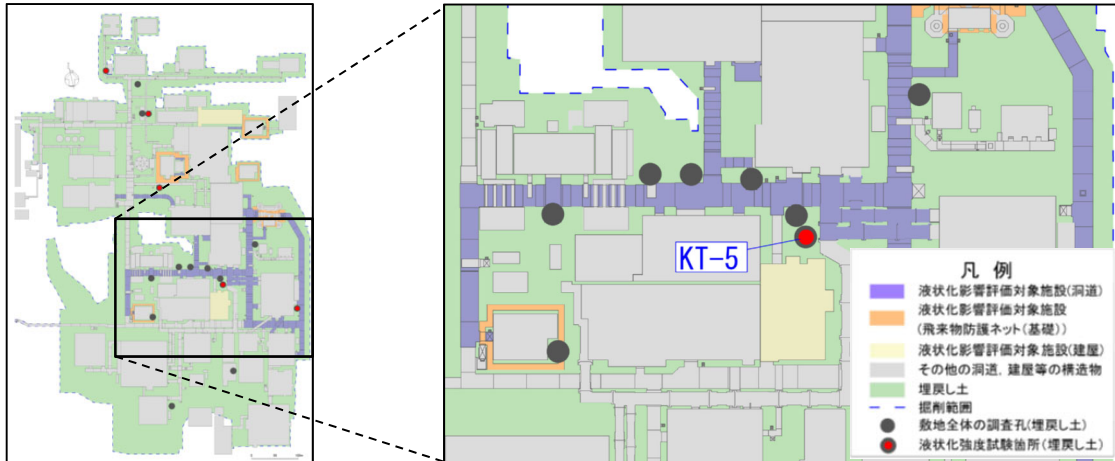 KT-5
凡 例
液状化影響評価対象施設(洞道)
液状化影響評価対象施設
(飛来物防護ネット(基礎))
液状化影響評価対象施設(建屋)
その他の洞道、建屋等の構造物
埋戻し土
掘削範囲
敷地全体の調査孔(埋戻し土)
液状化強度試験箇所(埋戻し土)